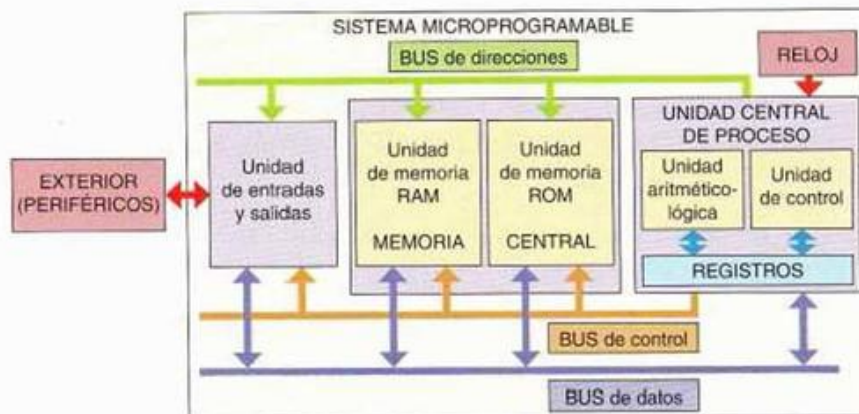 SISTEMA MICROPROGRAMABLE
BUS de direcciones
RELOJ
EXTERIOR
(PERIFÉRICOS)
Unidad
de entradas
y salidas
Unidad
de memoria
RAM
MEMORIA
Unidad
de memoria
ROM
CENTRAL
UNIDAD CENTRAL
DE PROCESO
Unidad
aritmético-
lógica
Unidad
de control
REGISTROS
BUS de control
BUS de datos